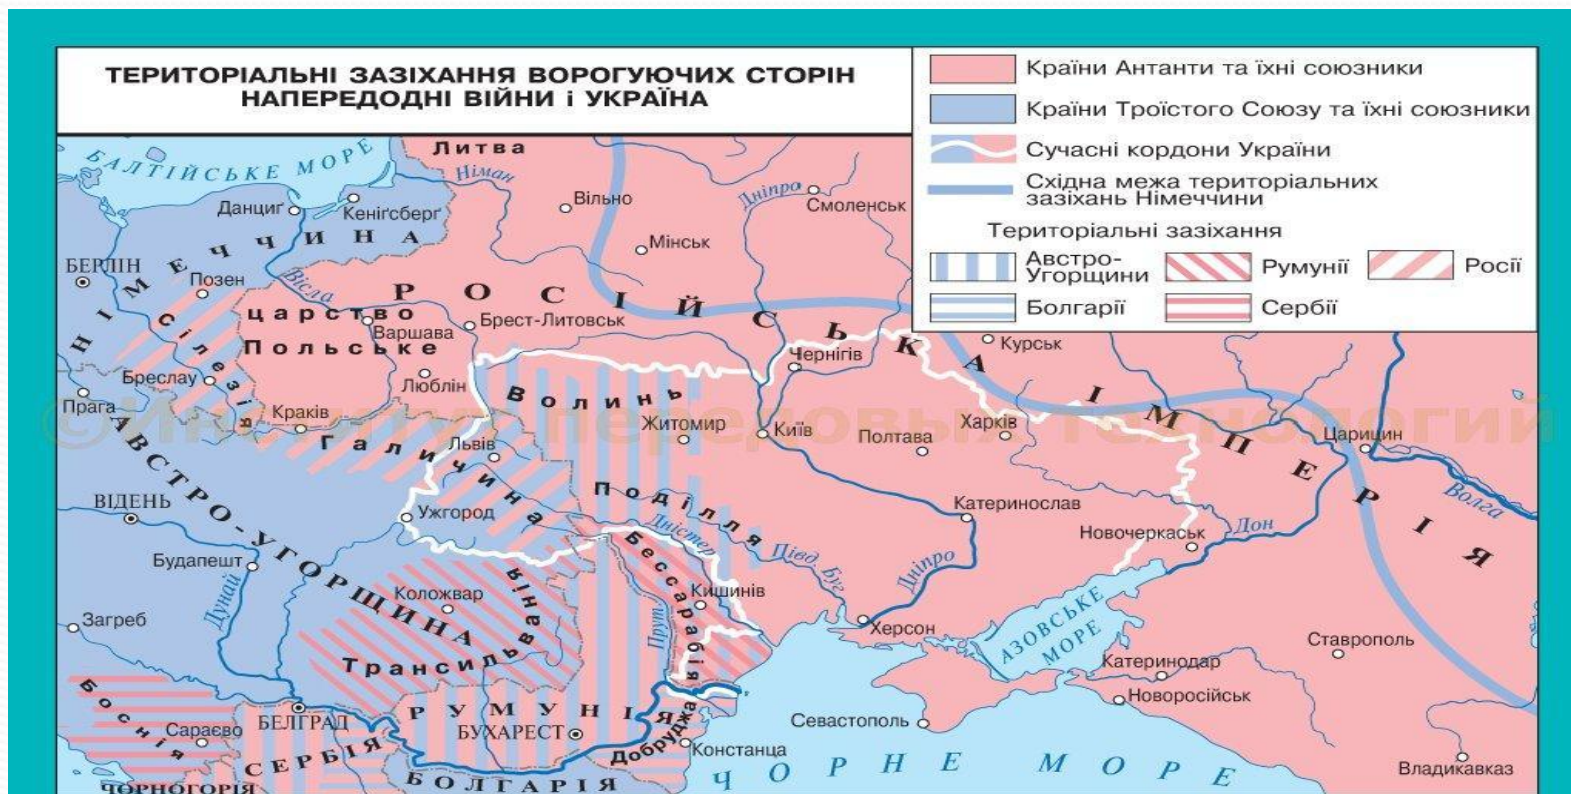 ТЕРИТОРІАЛЬНІ ЗАЗІХАННЯ ВОРОГУЮЧИХ СТОРІН
НАПЕРЕДОДНІ ВІЙНИ і УКРАЇНА
Країни Антанти та їхні союзники
Країни Троїстого Союзу та їхні союзники
Сучасні кордони України
Східна межа територіальних
зазіхань Німеччини
Територіальні зазіхання
Австро-
Угорщини
Румунії
Росії
Болгарії
Сербії
БАЛТІЙСЬКЕ МОРЕ
Литва
Німан
Вільно
Дніпро
Смоленськ
Данциґ
Кеніґсберґ
Мінськ
НІМЕЧЧИНА
БЕРЛІН
Позен
Вісла
РОСІЙСЬКА ІМПЕРІЯ
царство
Польське
Варшава
Брест-Литовськ
Сілезія
Чернігів
Курськ
Бреслау
Люблін
Волинь
Прага
Краків
©Институт передовых технологий
Галичина
Львів
Житомир
Київ
Полтава
Харків
Царицин
АВСТРО-УГОРЩИНА
ВІДЕНЬ
Ужгород
Поділля
Дністер
Катеринослав
Волга
Новочеркаськ
Дон
Будапешт
Дунай
Півд. Буг
Дніпро
Бессарабія
Коложвар
Кишинів
Загреб
Трансильванія
Прут
Херсон
АЗОВСЬКЕ
МОРЕ
Ставрополь
Катеринодар
Новоросійськ
Боснія
Сараєво
БЕЛГРАД
РУМУНІЯ
БУХАРЕСТ
Добруджа
Севастополь
Констанца
СЕРБІЯ
БОЛГАРІЯ
ЧОРНЕ МОРЕ
Владикавказ
ЧОРНОГОРІЯ